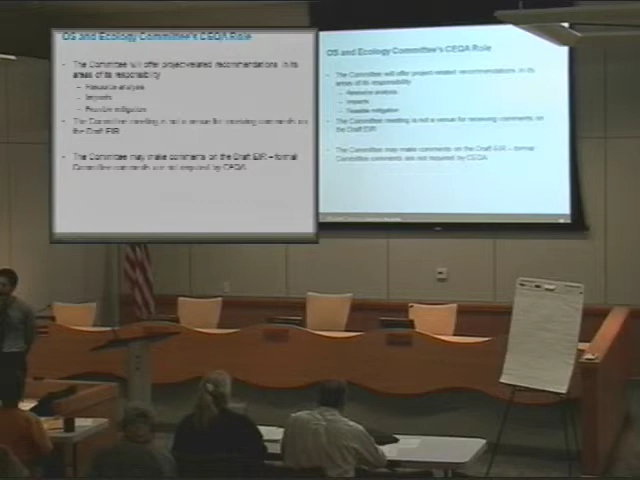 OS and Ecology Committee's CEQA Role
• The Committee will offer project-related recommendations in its
areas of its responsibility
– Resource analysis
– Impacts
– Possible mitigation
• The Committee meeting is not a venue for receiving comments on
the Draft EIR
• The Committee may make comments on the Draft EIR – formal
Committee comments are not required by CEQA
OS and Ecology Committee's CEQA Role
• The Committee will offer project-related recommendations in its
areas of its responsibility
– Resource analysis
– Impacts
– Possible mitigation
• The Committee meeting is not a venue for receiving comments on
the Draft EIR
• The Committee may make comments on the Draft EIR – formal
Committee comments are not required by CEQA